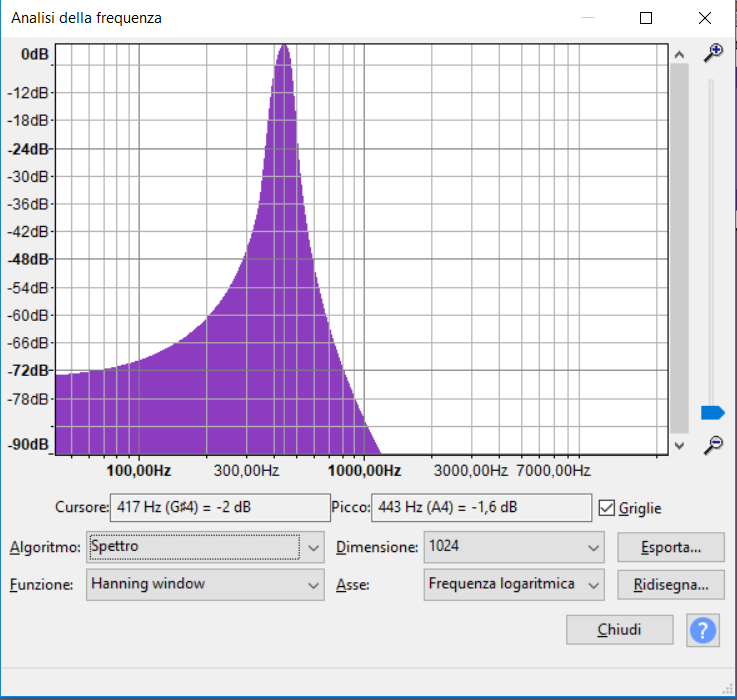 Analisi della frequenza
0dB
-12dB
-18dB
-24dB
-30dB
-36dB
-42dB
-48dB
-54dB
-60dB
-66dB
-72dB
-78dB
-90dB
100,00Hz 300,00Hz 1000,00Hz 3000,00Hz 7000,00Hz
Cursore: 417 Hz (G♯4) = -2 dB Picco: 443 Hz (A4) = -1,6 dB Griglie
Algoritmo: Spettro Dimensione: 1024 Esporta...
Funzione: Hanning window Asse: Frequenza logaritmica Ridisegna...
Chiudi ?